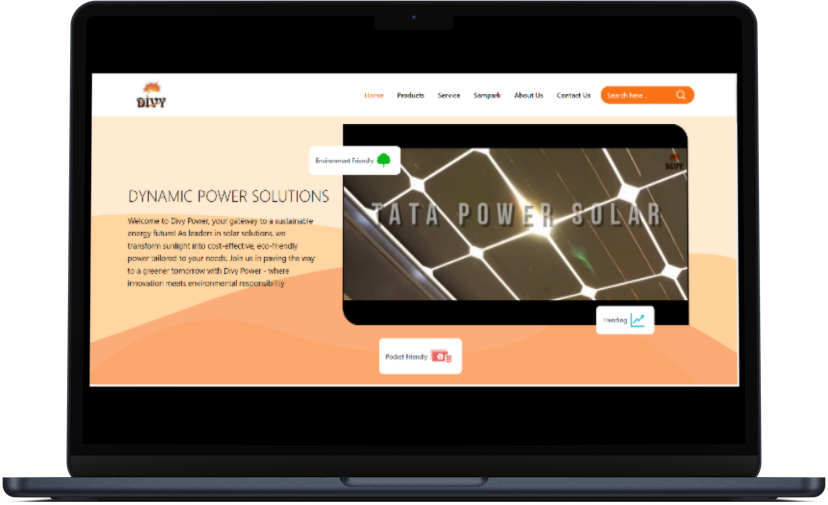 DIVY
Home Products Service Sampark About Us Contact Us Search here ..
Environment Friendly
DIVY
TATA POWER SOLAR
DYNAMIC POWER SOLUTIONS
Welcome to Divy Power, your gateway to a sustainable
energy future! As leaders in solar solutions, we
transform sunlight into cost-effective, eco-friendly
power tailored to your needs. Join us in paving the way
to a greener tomorrow with Divy Power - where
innovation meets environmental responsibility
Trending
Pocket Friendly